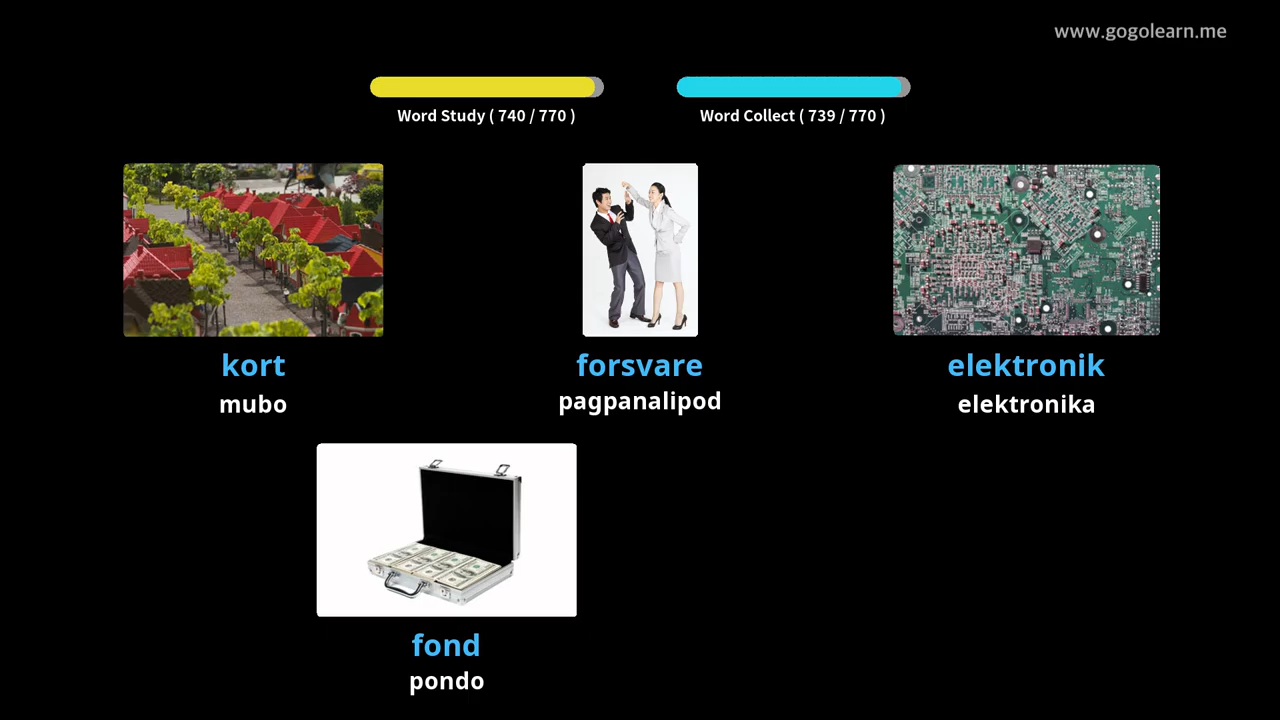 www.gogolearn.me
Word Study ( 740 / 770 )
Word Collect ( 739 / 770 )
kort
mubo
forsvare
pagpanalipod
elektronik
elektronika
fond
pondo